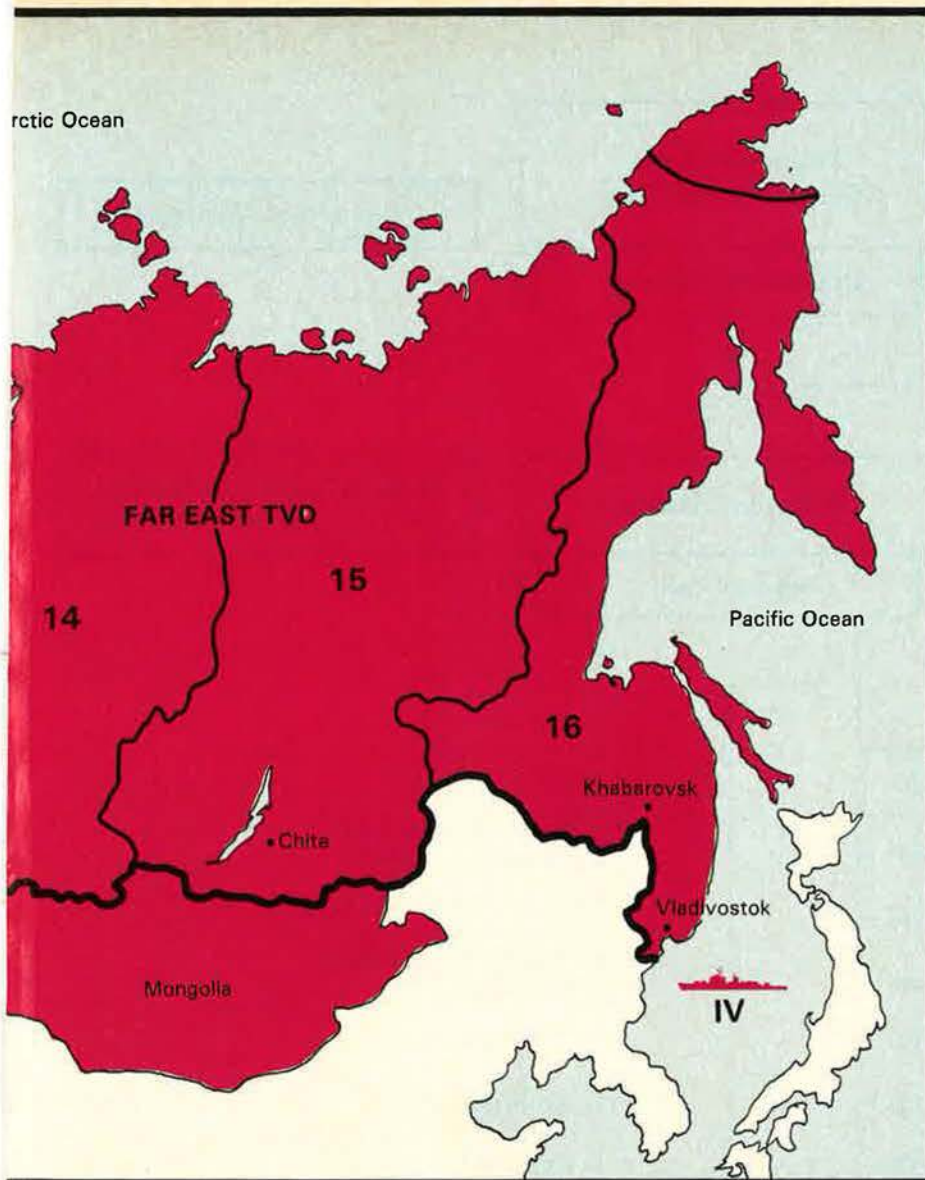 rctic Ocean
FAR EAST TVD
15
14
Pacific Ocean
16
Khabarovsk
Chita
Vladivostok
Mongolia
IV